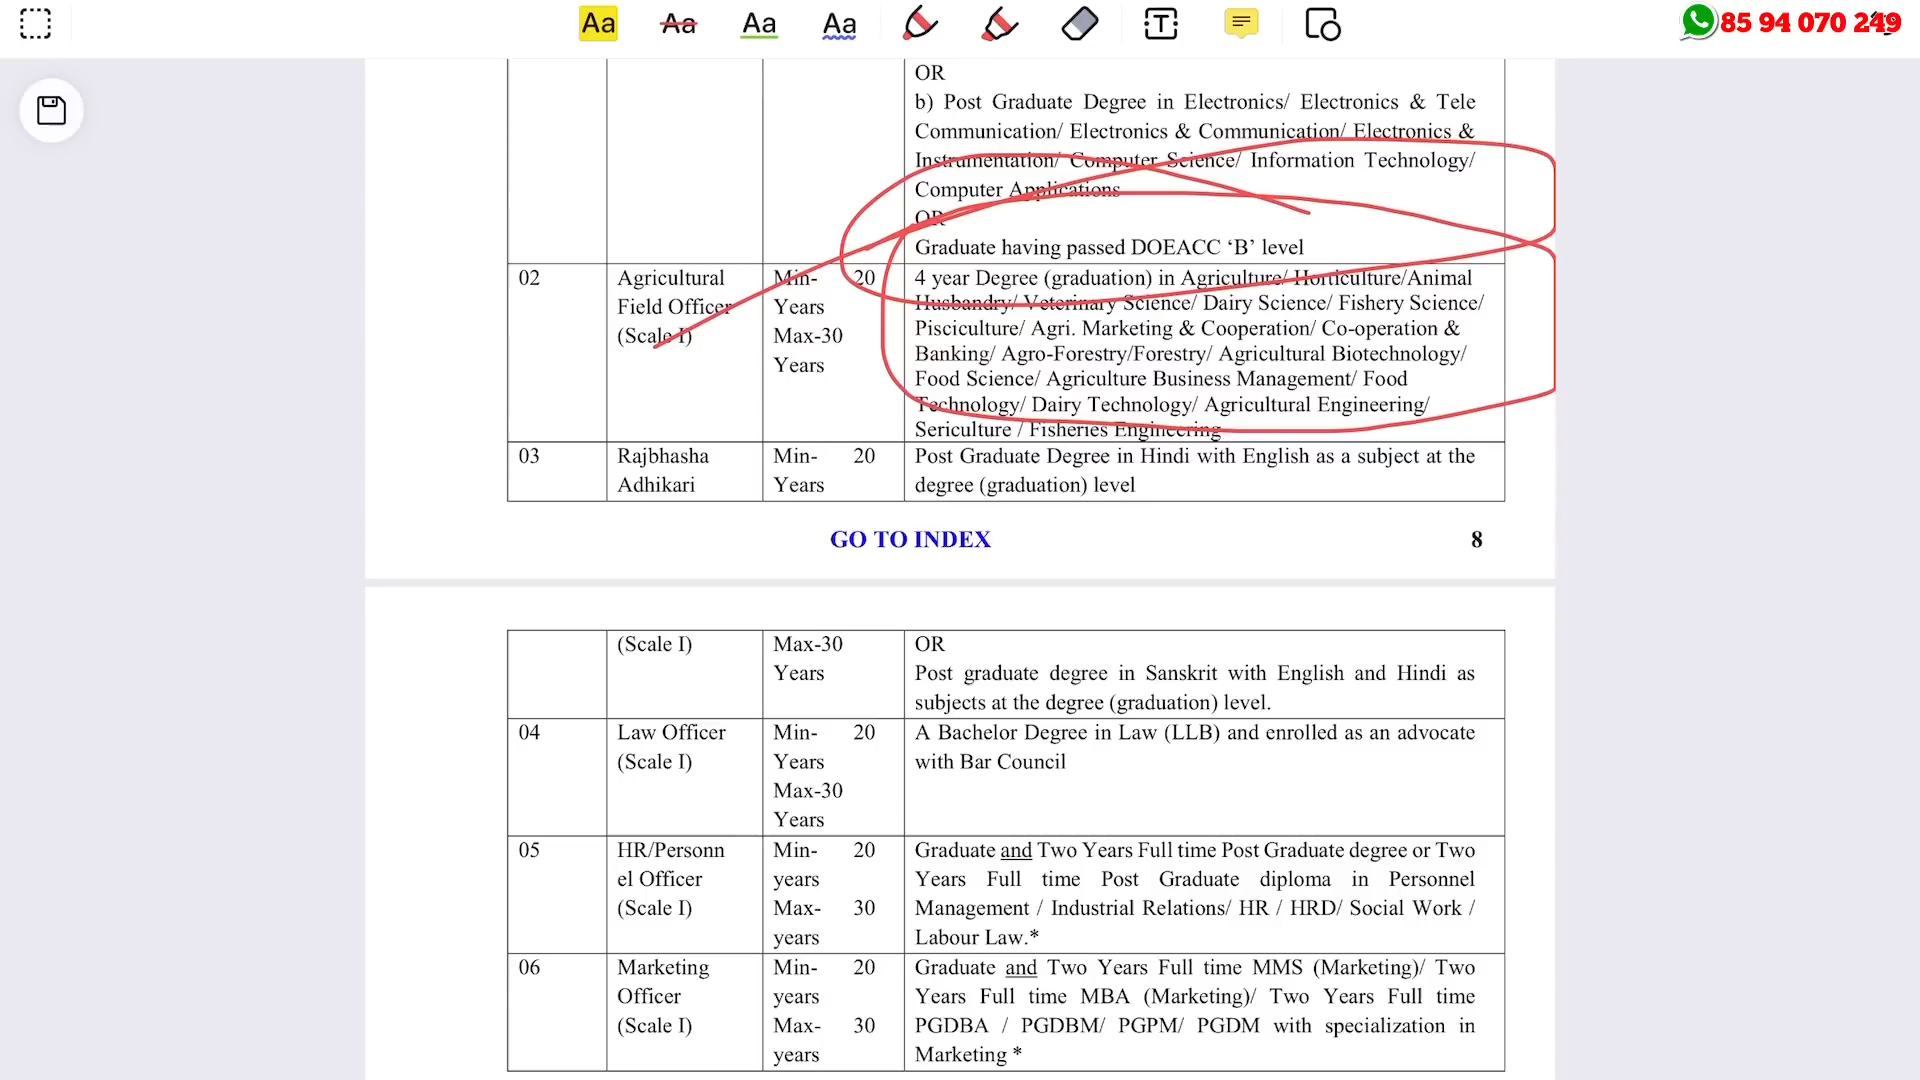 Aa Aa Aa Aa T
85 94 070 249
OR
b) Post Graduate Degree in Electronics/ Electronics & Tele
Communication/ Electronics & Communication/ Electronics &
Instrumentation/ Computer Science/ Information Technology/
Computer Applications
OR
Graduate having passed DOEACC ‘B’ level
02 Agricultural Min- 20 4 year Degree (graduation) in Agriculture/ Horticulture/Animal
Field Officer Years Husbandry/ Veterinary Science/ Dairy Science/ Fishery Science/
(Scale I) Max-30 Pisciculture/ Agri. Marketing & Cooperation/ Co-operation &
Years Banking/ Agro-Forestry/Forestry/ Agricultural Biotechnology/
Food Science/ Agriculture Business Management/ Food
Technology/ Dairy Technology/ Agricultural Engineering/
Sericulture / Fisheries Engineering
03 Rajbhasha Min- 20 Post Graduate Degree in Hindi with English as a subject at the
Adhikari Years degree (graduation) level
GO TO INDEX 8
(Scale I) Max-30 OR
Years Post graduate degree in Sanskrit with English and Hindi as
subjects at the degree (graduation) level.
04 Law Officer Min- 20 A Bachelor Degree in Law (LLB) and enrolled as an advocate
(Scale I) Years with Bar Council
Max-30
Years
05 HR/Personn Min- 20 Graduate and Two Years Full time Post Graduate degree or Two
el Officer years Years Full time Post Graduate diploma in Personnel
(Scale I) Max- 30 Management / Industrial Relations/ HR / HRD/ Social Work /
years Labour Law.*
06 Marketing Min- 20 Graduate and Two Years Full time MMS (Marketing)/ Two
Officer years Years Full time MBA (Marketing)/ Two Years Full time
(Scale I) Max- 30 PGDBA / PGDBM/ PGPM/ PGDM with specialization in
years Marketing *